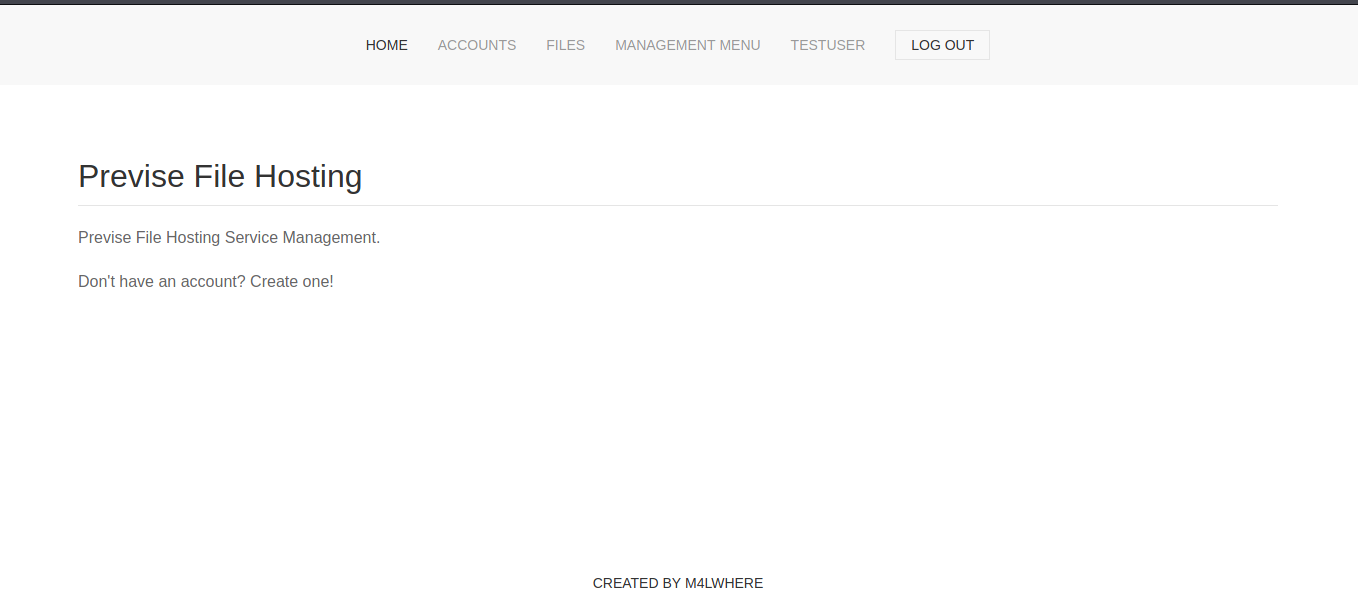 HOME ACCOUNTS FILES MANAGEMENT MENU TESTUSER LOG OUT
Previse File Hosting
Previse File Hosting Service Management.
Don't have an account? Create one!
CREATED BY M4LWHERE